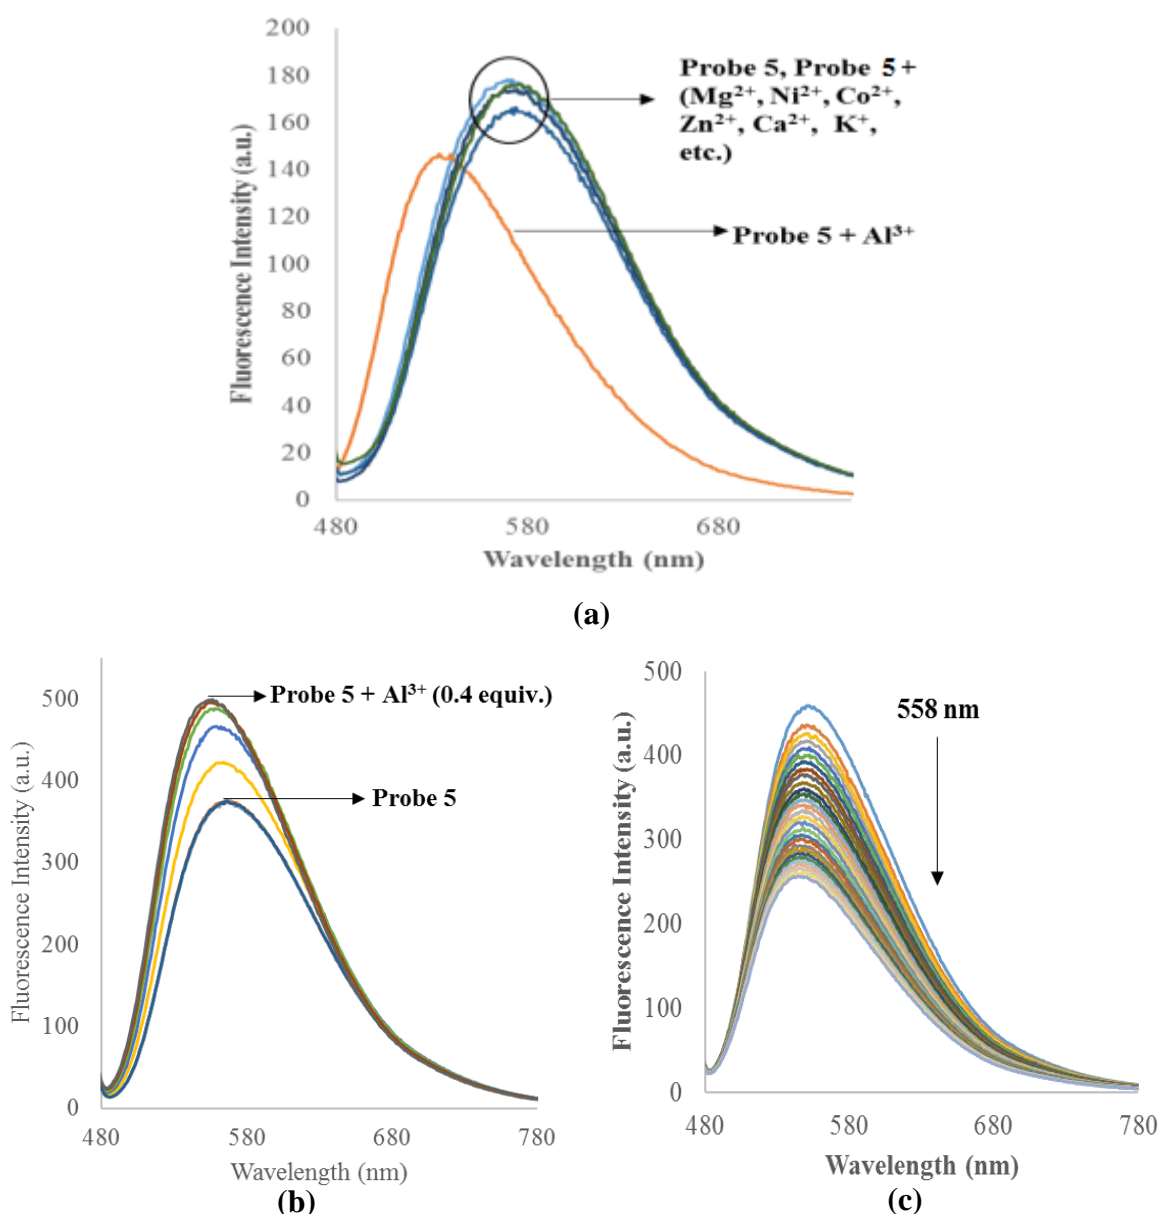 (a)
200
180
160
140
120
100
80
60
40
20
0
480
580
680
Fluorescence Intensity (a.u.)
Wavelength (nm)
Probe 5, Probe 5 +
(Mg²⁺, Ni²⁺, Co²⁺,
Zn²⁺, Ca²⁺, K⁺,
etc.)
Probe 5 + Al³⁺
(a)
500
400
300
200
100
0
480
580
680
780
Fluorescence Intensity (a.u.)
Wavelength (nm)
Probe 5 + Al³⁺ (0.4 equiv.)
Probe 5
(b)
500
400
300
200
100
0
480
580
680
780
Fluorescence Intensity (a.u.)
Wavelength (nm)
558 nm
(c)